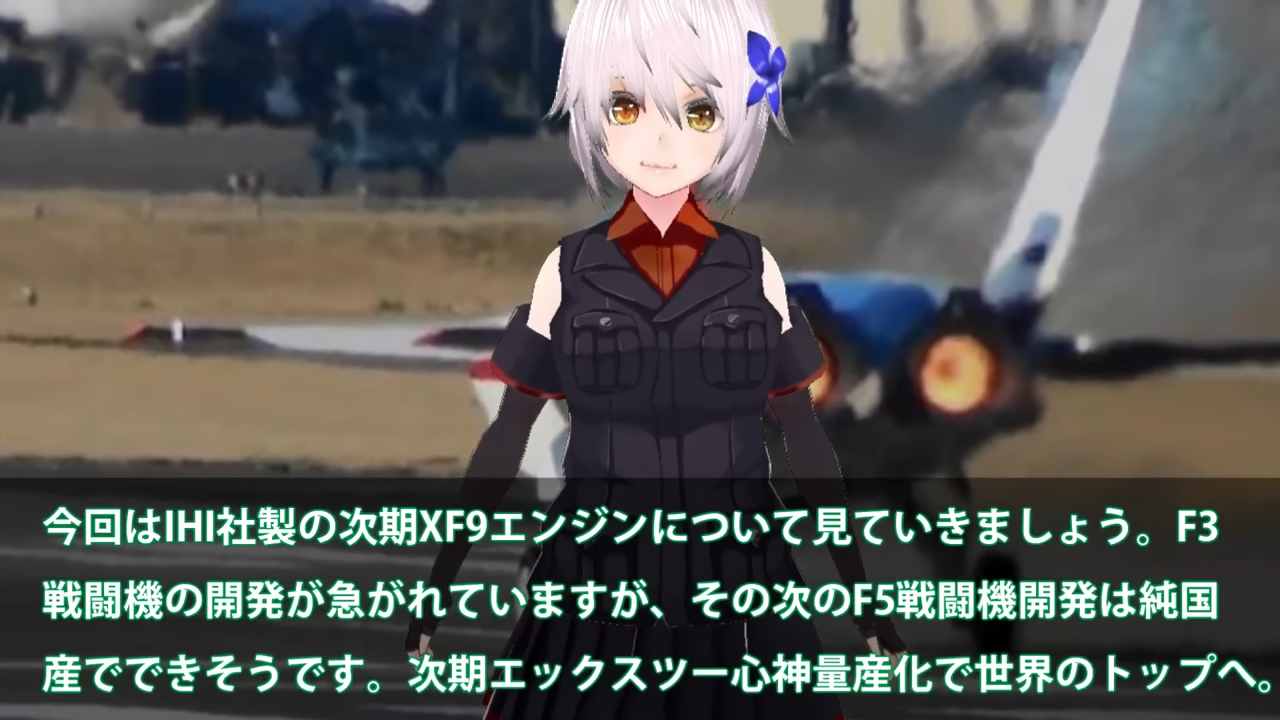 今回はIHI社製の次期XF9エンジンについて見ていきましょう。F3
戦闘機の開発が急がれていますが、その次のF5戦闘機開発は純国
産でできそうです。次期エックスツー心神量産化で世界のトップへ。